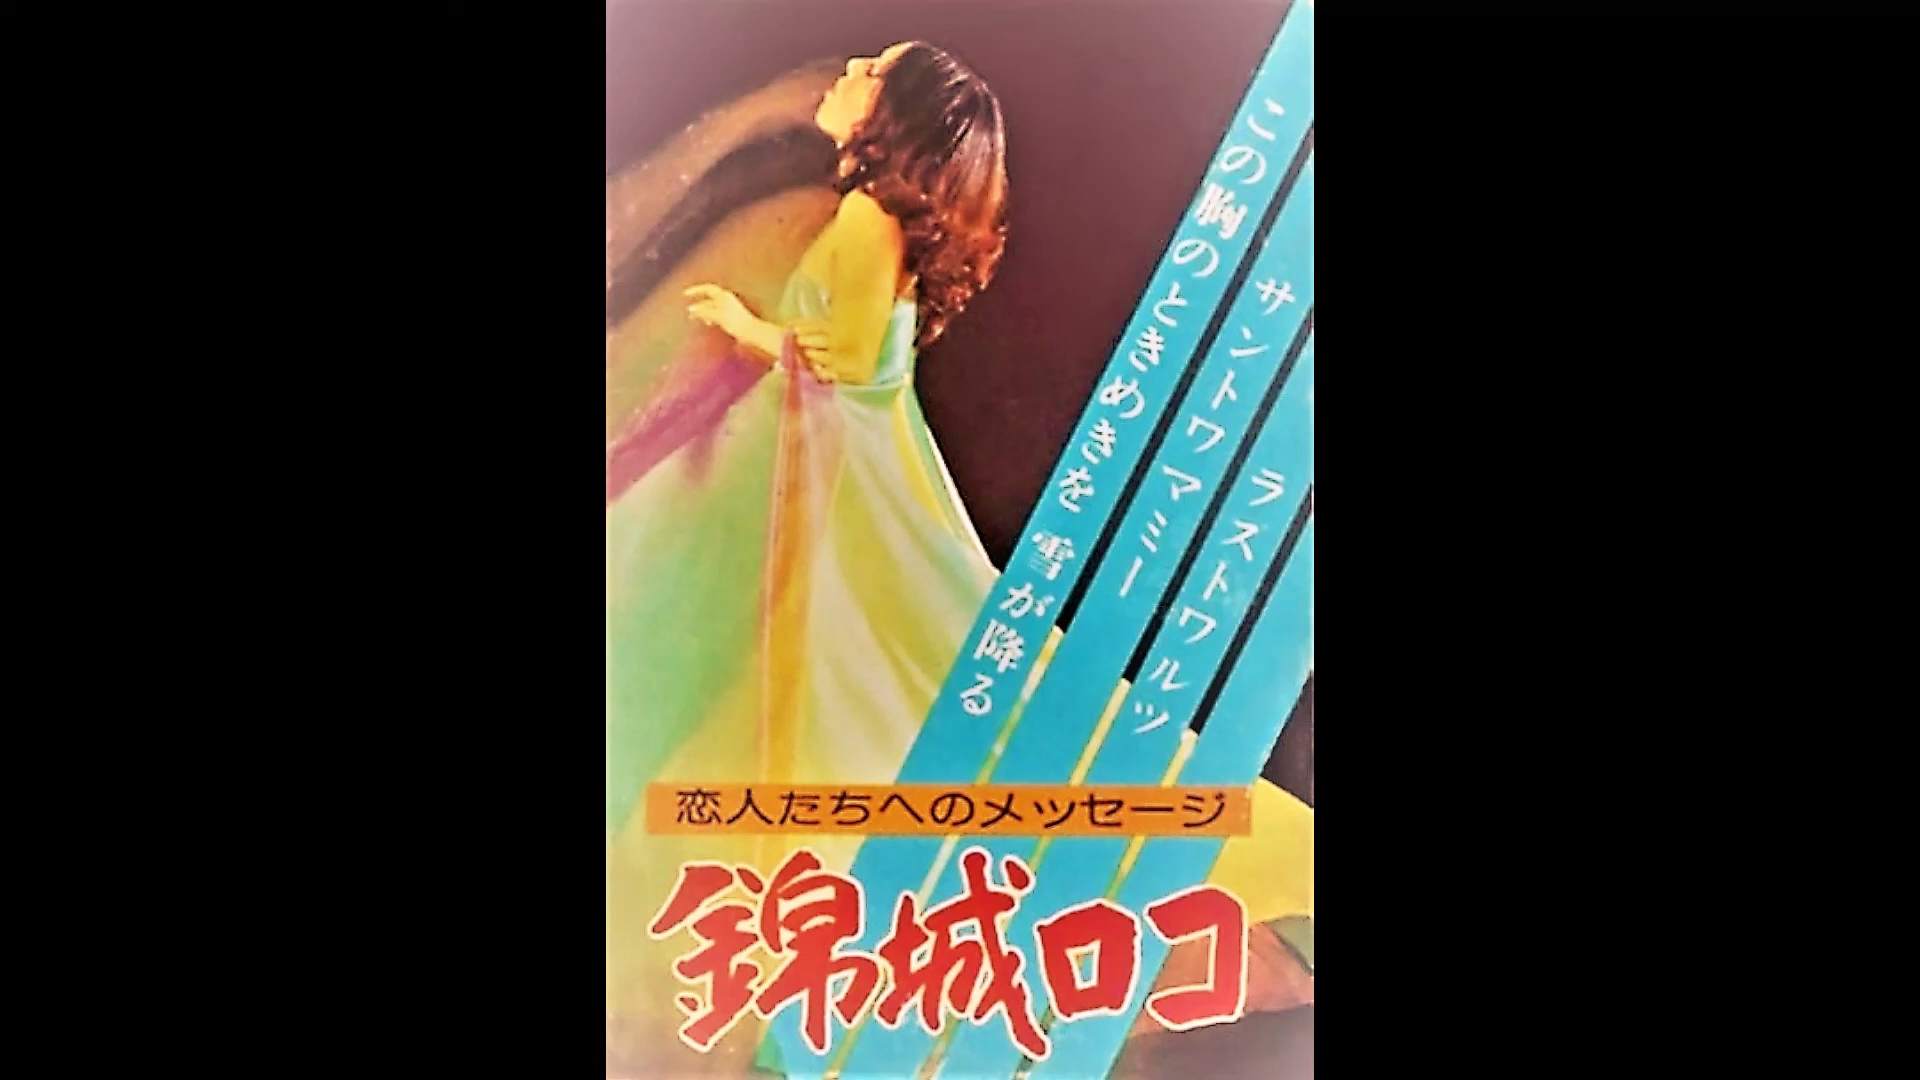 この胸のときめきを 雪が降る
サントワ マミー
ラストワルツ
恋人たちへのメッセージ
錦城ロコ